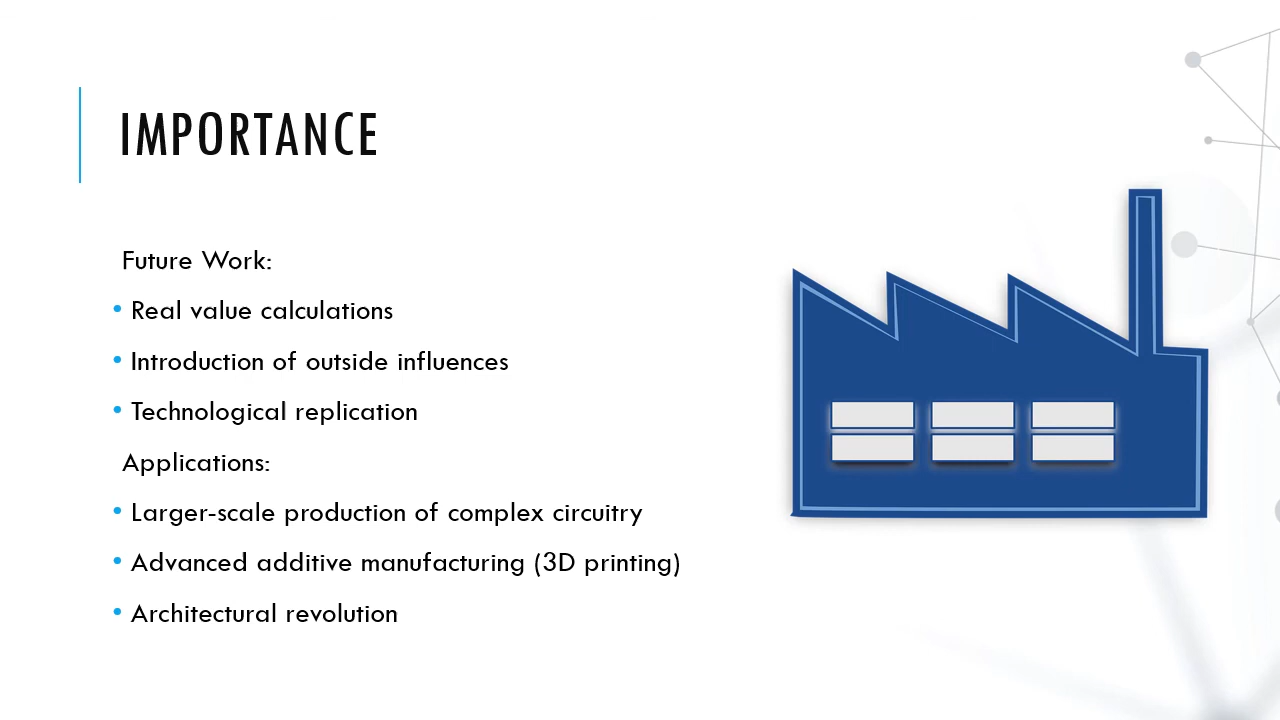 IMPORTANCE
Future Work:
• Real value calculations
• Introduction of outside influences
• Technological replication
Applications:
• Larger-scale production of complex circuitry
• Advanced additive manufacturing (3D printing)
• Architectural revolution